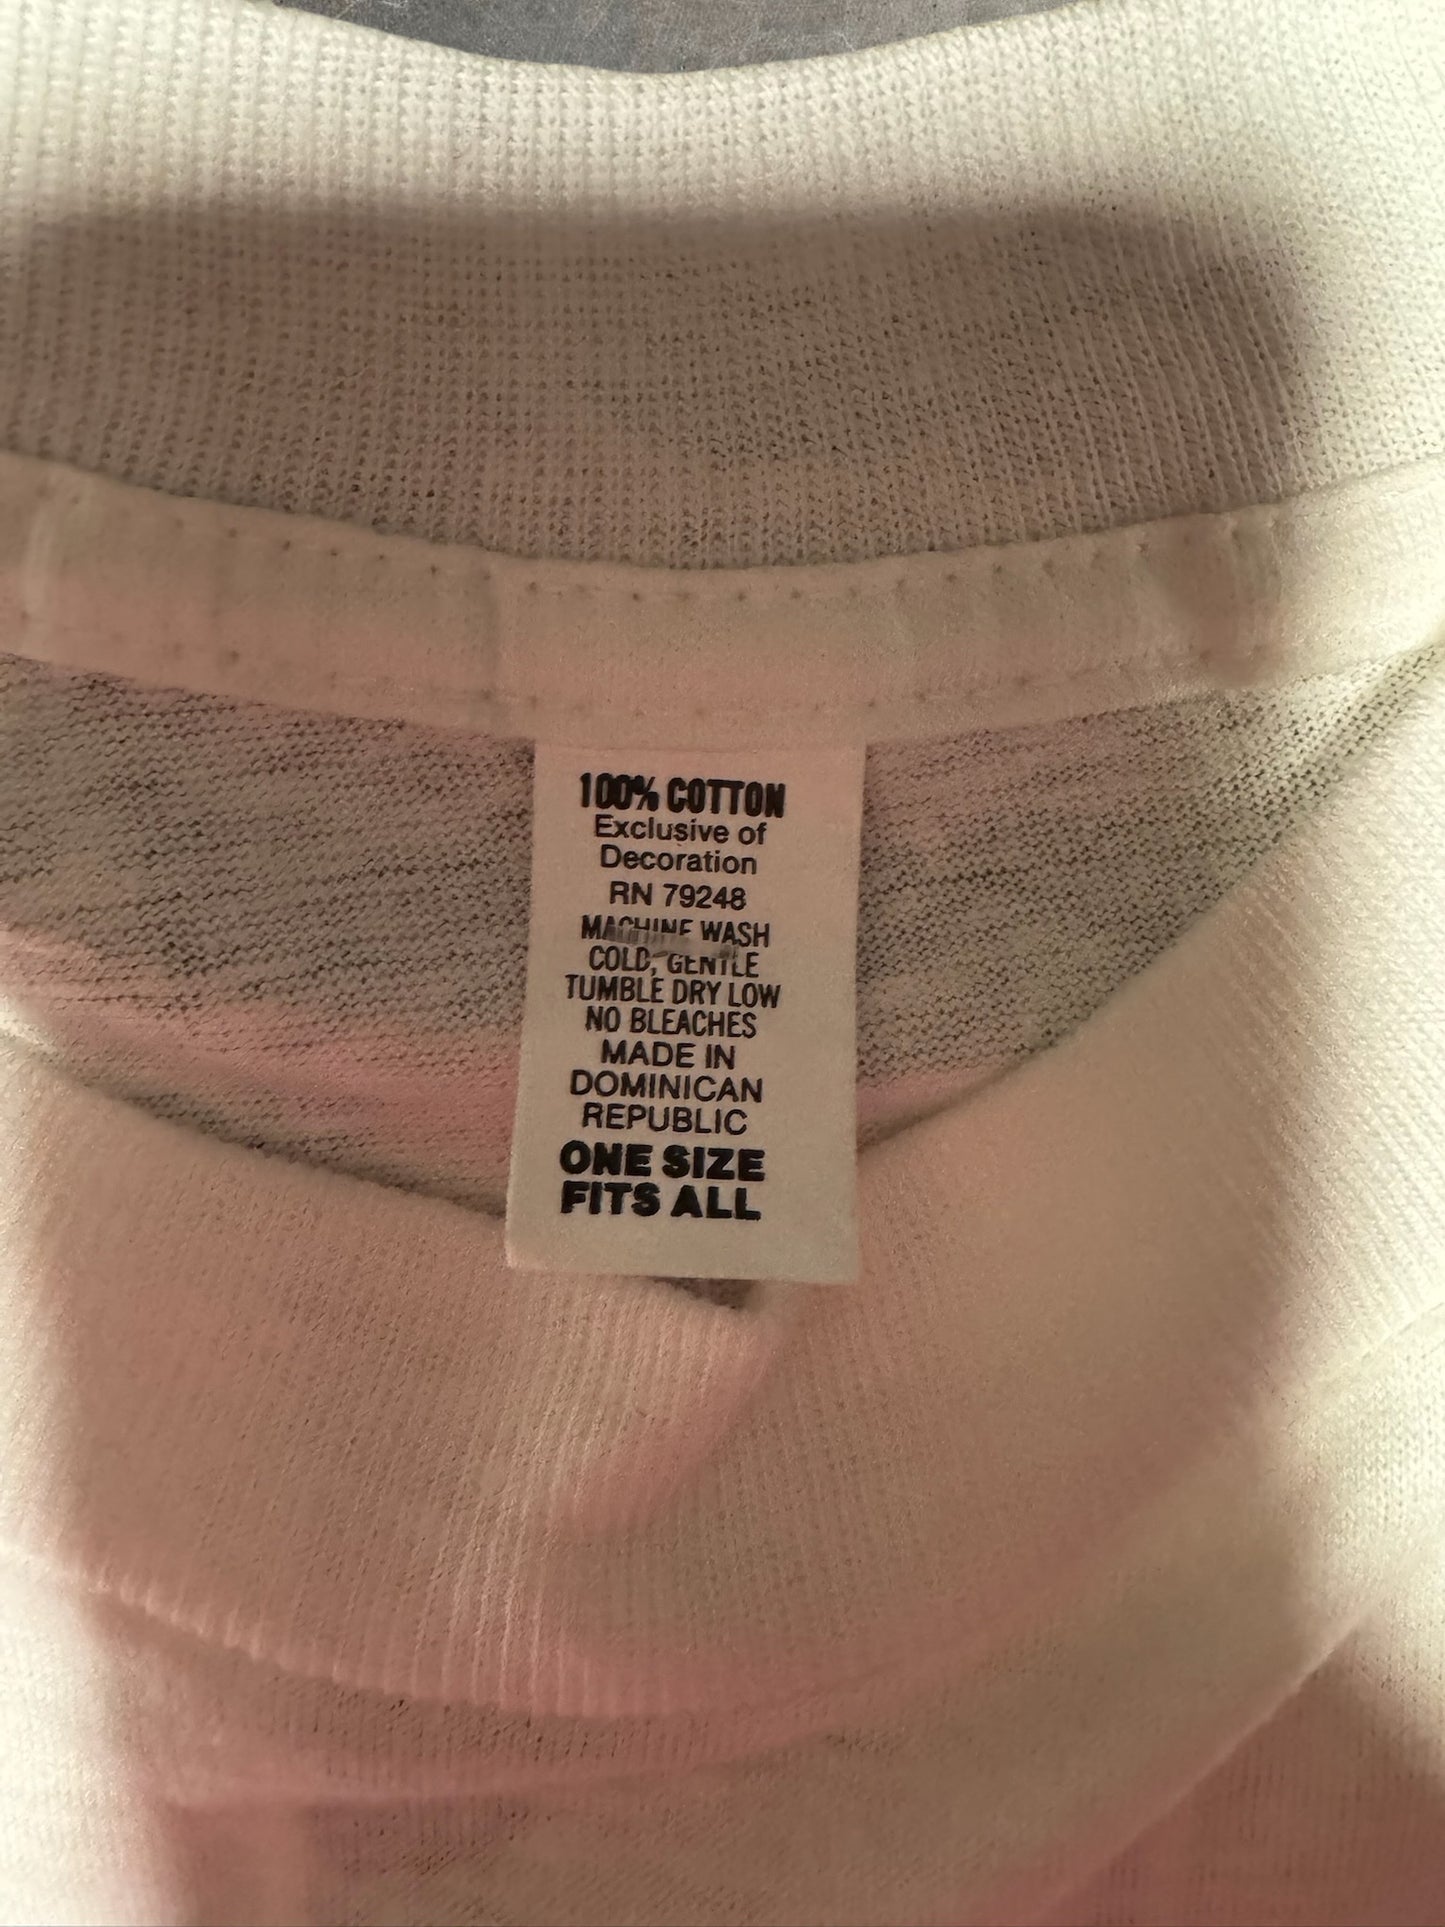 100% COTTON
Exclusive of
Decoration
RN 79248
MACHINE WASH
COLD, GENTLE
TUMBLE DRY LOW
NO BLEACHES
MADE IN
DOMINICAN
REPUBLIC
ONE SIZE
FITS ALL